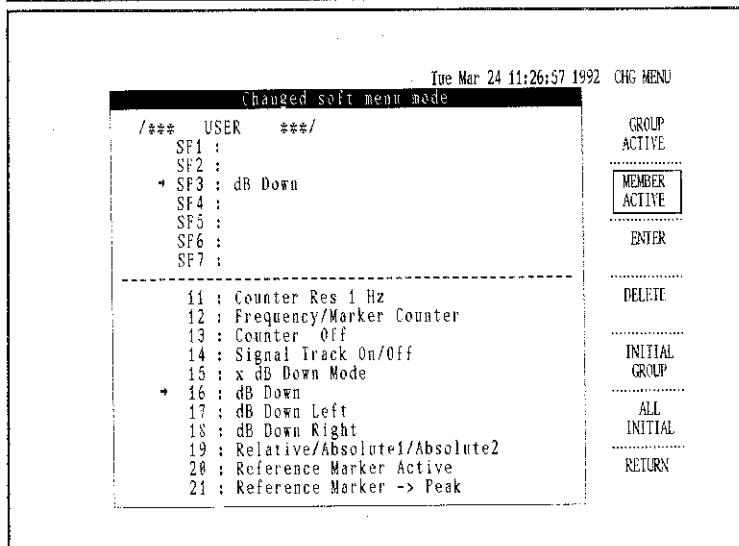 Tue Mar 24 11:26:57 1992 CHG MENU
Changed soft menu mode
/*** USER ***/
SF1 :
SF2 :
→ SF3 : dB Down
SF4 :
SF5 :
SF6 :
SF7 :
11 : Counter Res 1 Hz
12 : Frequency/Marker Counter
13 : Counter Off
14 : Signal Track On/Off
15 : x dB Down Mode
→ 16 : dB Down
17 : dB Down Left
18 : dB Down Right
19 : Relative/Absolute1/Absolute2
20 : Reference Marker Active
21 : Reference Marker -> Peak
GROUP
ACTIVE
MEMBER
ACTIVE
ENTER
DELETE
INITIAL
GROUP
ALL
INITIAL
RETURN